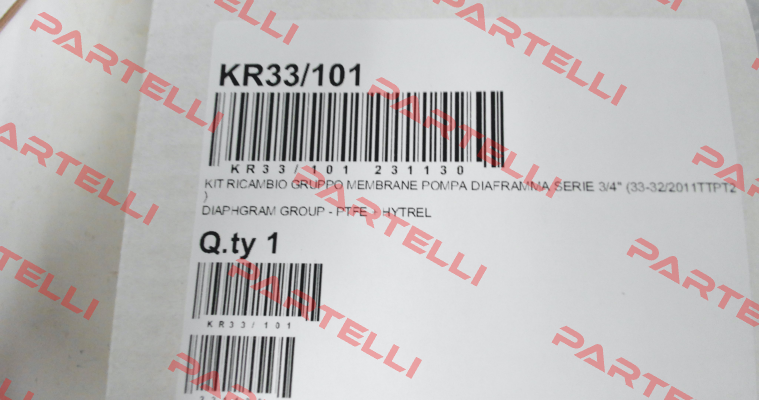 KR33/101
KR33/101 231130
KIT RICAMBIO GRUPPO MEMBRANE POMPA DIAFRAMMA SERIE 3/4" (33-32/2011TTPT2
)
DIAPHGRAM GROUP - PTFE + HYTREL
Q.ty 1
KR33/101
PARTELLI
PARTELLI
PARTELLI
PARTELLI
PARTELLI
PARTELLI
PARTELLI
PARTELLI
PARTELLI